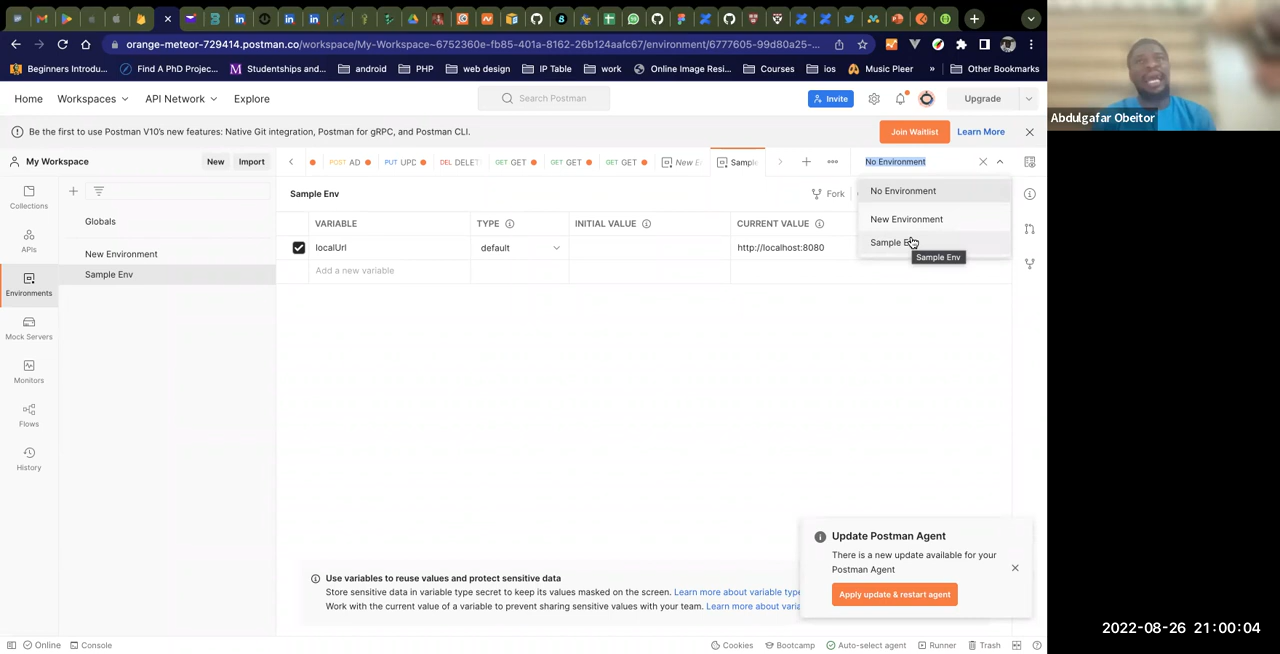 orange-meteor-729414.postman.co/workspace/My-Workspace~6752360e-fb85-401a-8162-26b124aafc67/environment/6777605-99d80a25-...
Beginners Introdu... Find A PhD Projec... Studentships and... android PHP web design IP Table work Online Image Resi... Courses ios Music Pleer » Other Bookmarks
Home Workspaces API Network Explore Search Postman Invite Upgrade
Be the first to use Postman V10's new features: Native Git integration, Postman for gRPC, and Postman CLI. Join Waitlist Learn More
Abdulgafar Obeitor
My Workspace New Import POST AD PUT UPD DEL DELET GET GET GET GET GET GET New E Sampl No Environment
Collections
APIs
Environments
Mock Servers
Monitors
Flows
History
Globals
New Environment
Sample Env
Sample Env Fork
VARIABLE TYPE INITIAL VALUE CURRENT VALUE
localUrl default http://localhost:8080
Add a new variable
No Environment
New Environment
Sample E
Sample Env
Use variables to reuse values and protect sensitive data
Store sensitive data in variable type secret to keep its values masked on the screen. Learn more about variable type
Work with the current value of a variable to prevent sharing sensitive values with your team. Learn more about varia
Update Postman Agent
There is a new update available for your
Postman Agent
Apply update & restart agent
Online Console Cookies Bootcamp Auto-select agent Runner Trash
2022-08-26 21:00:04